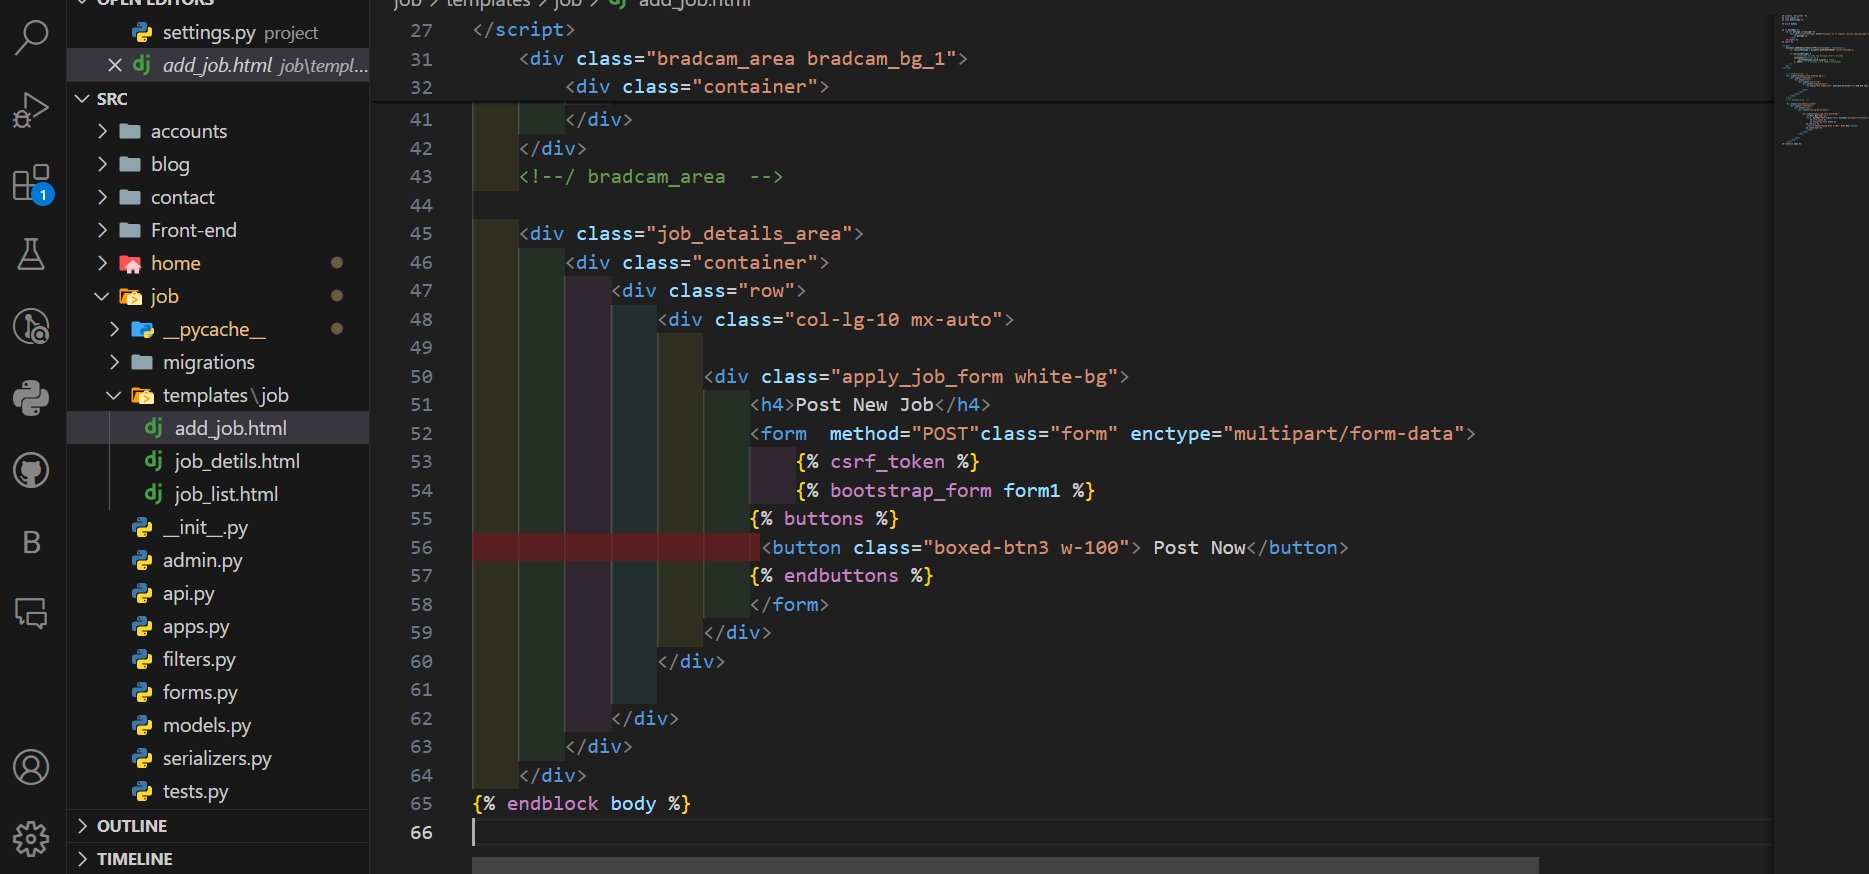 OPEN EDITORS
settings.py project
add_job.html job\templ...
SRC
accounts
blog
contact
Front-end
home
job
__pycache__
migrations
templates\job
add_job.html
job_detils.html
job_list.html
__init__.py
admin.py
api.py
apps.py
filters.py
forms.py
models.py
serializers.py
tests.py
OUTLINE
TIMELINE
1
B
job > templates > job > dj add_job.html
27 </script>
31 <div class="bradcam_area bradcam_bg_1">
32 <div class="container">
41 </div>
42 </div>
43 <!--/ bradcam_area  -->
44
45 <div class="job_details_area">
46 <div class="container">
47 <div class="row">
48 <div class="col-lg-10 mx-auto">
49
50 <div class="apply_job_form white-bg">
51 <h4>Post New Job</h4>
52 <form  method="POST"class="form" enctype="multipart/form-data">
53 {% csrf_token %}
54 {% bootstrap_form form1 %}
55 {% buttons %}
56 <button class="boxed-btn3 w-100"> Post Now</button>
57 {% endbuttons %}
58 </form>
59 </div>
60 </div>
61
62 </div>
63 </div>
64 </div>
65 {% endblock body %}
66